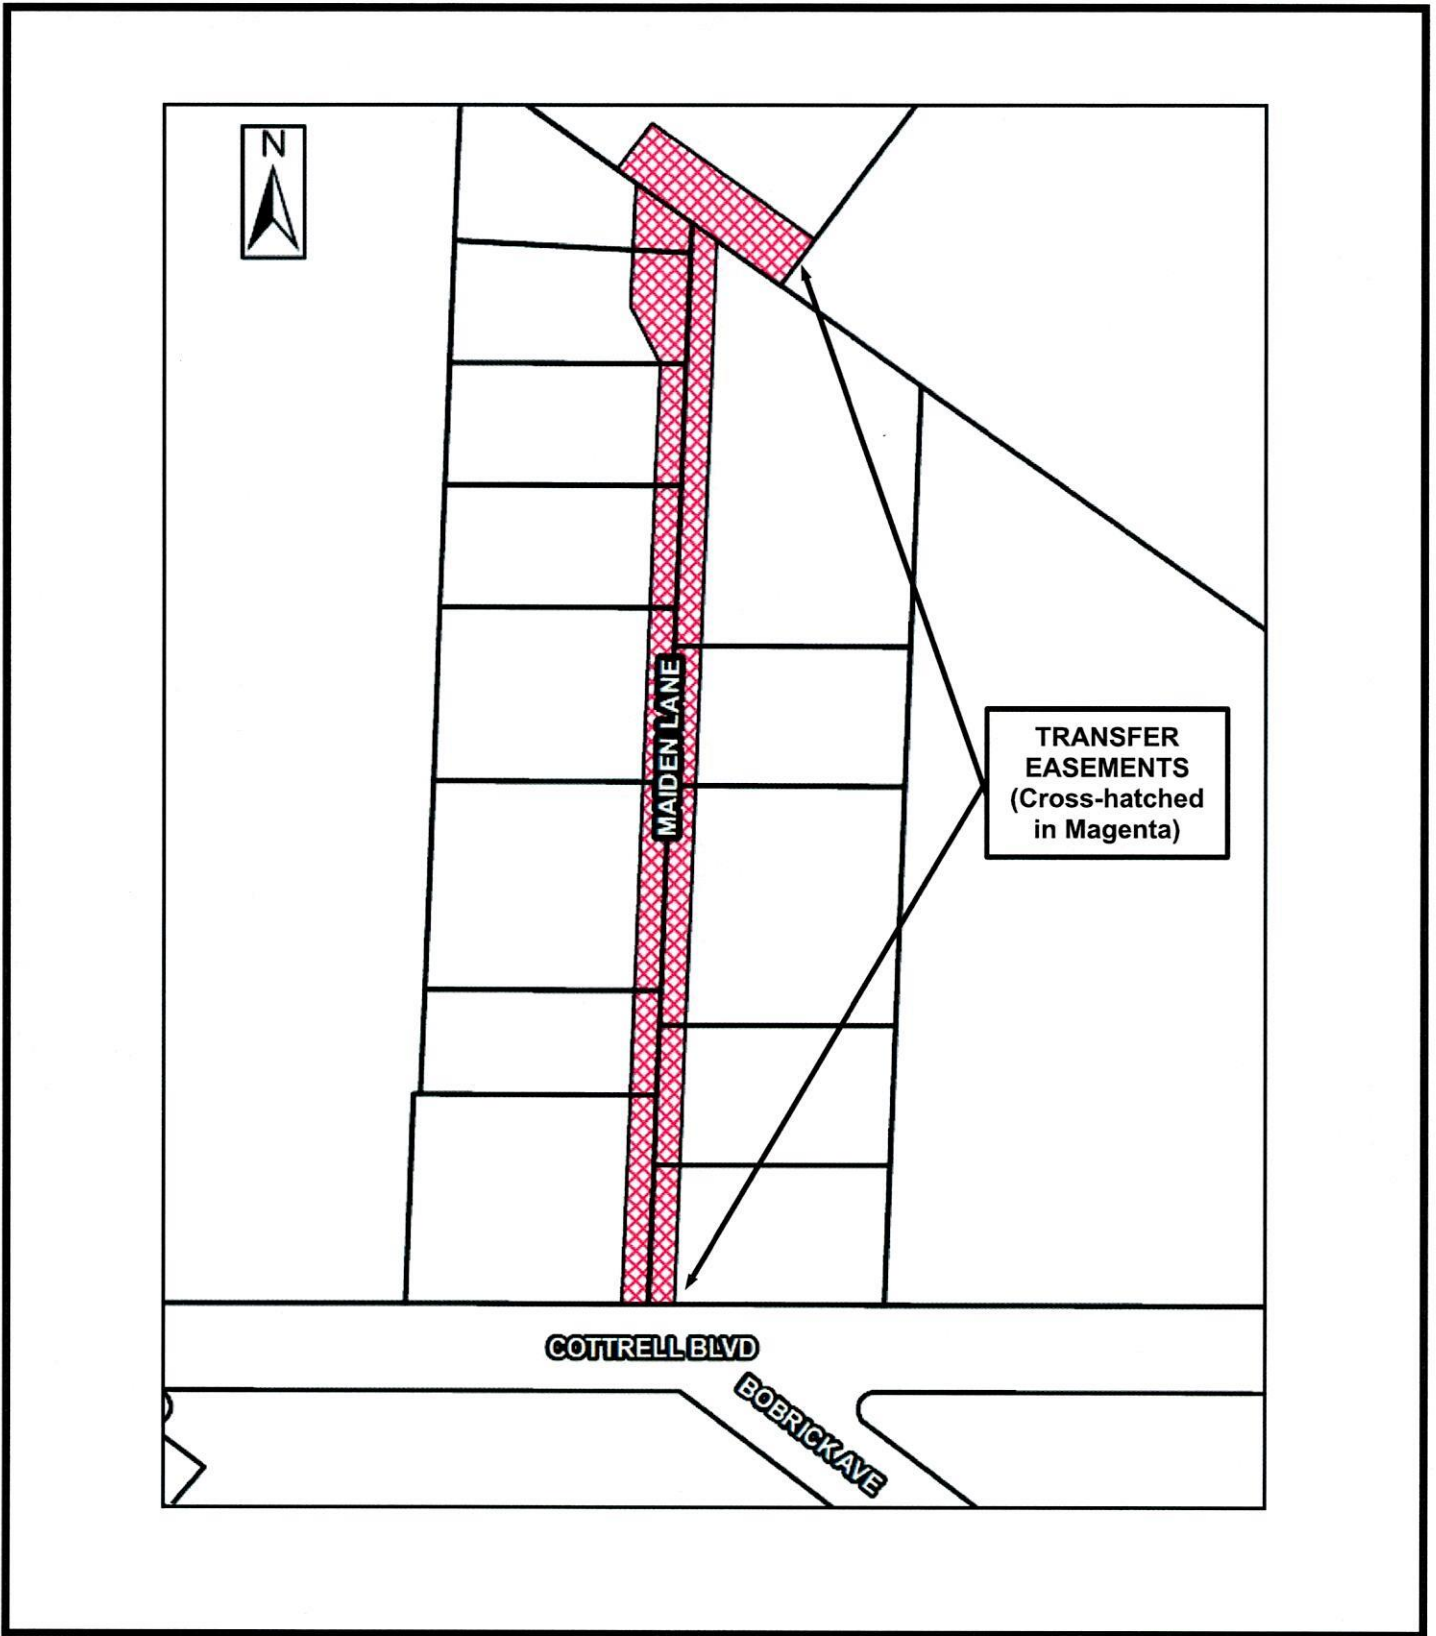 N
MAIDEN LANE
TRANSFER
EASEMENTS
(Cross-hatched
in Magenta)
COTTRELL BLVD
BOBRICK AVE